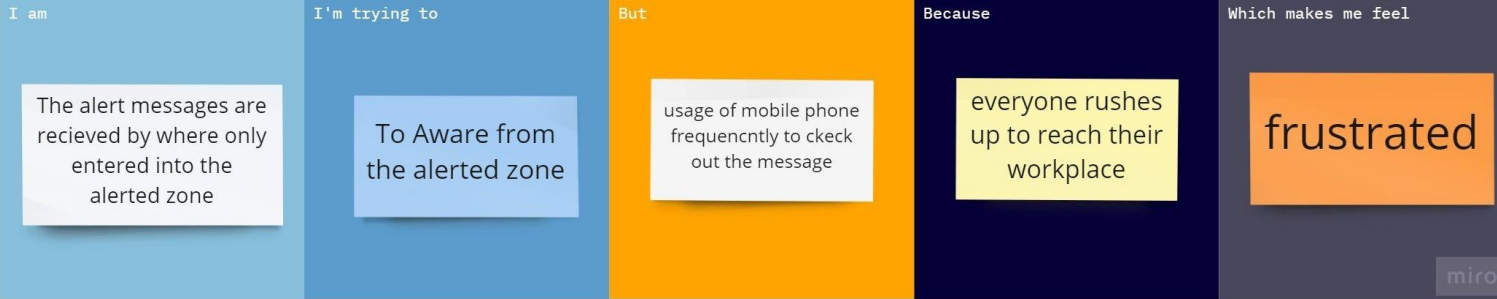 I am
The alert messages are
recieved by where only
entered into the
alerted zone
I'm trying to
To Aware from
the alerted zone
But
usage of mobile phone
frequencntly to ckeck
out the message
Because
everyone rushes
up to reach their
workplace
Which makes me feel
frustrated
miro